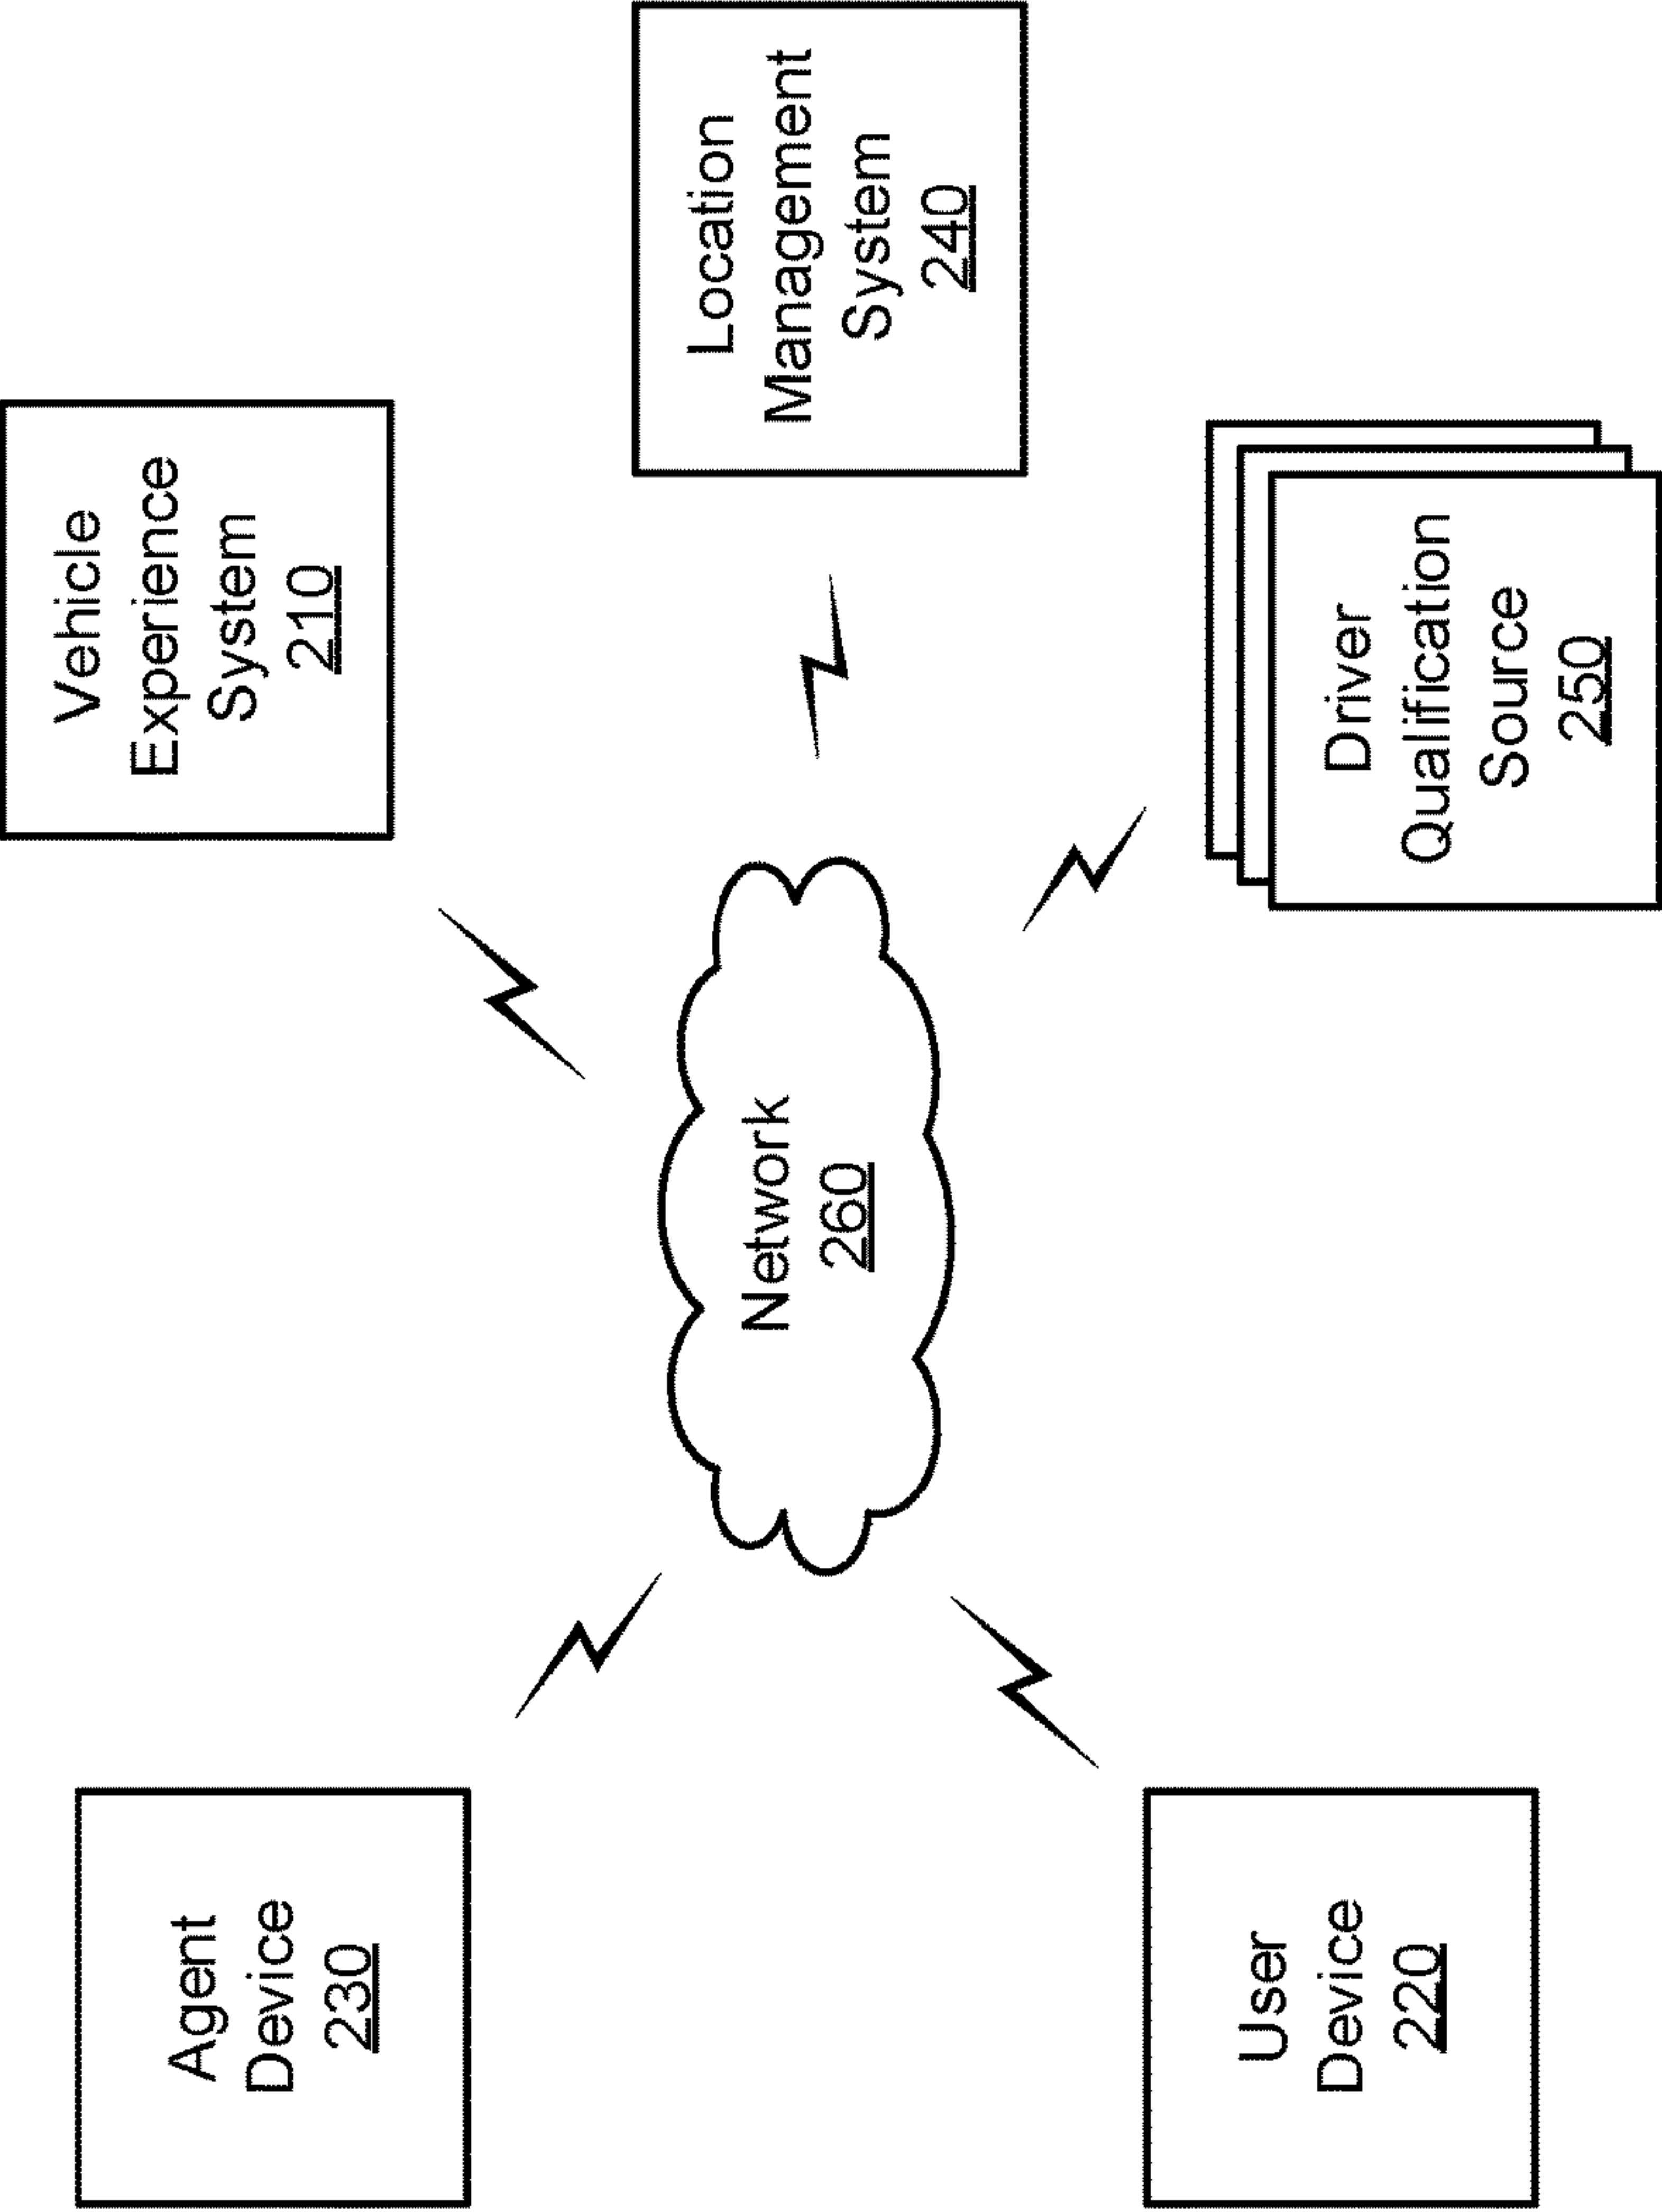 Agent
Device
230
Vehicle
Experience
System
210
Network
260
Location
Management
System
240
User
Device
220
Driver
Qualification
Source
250